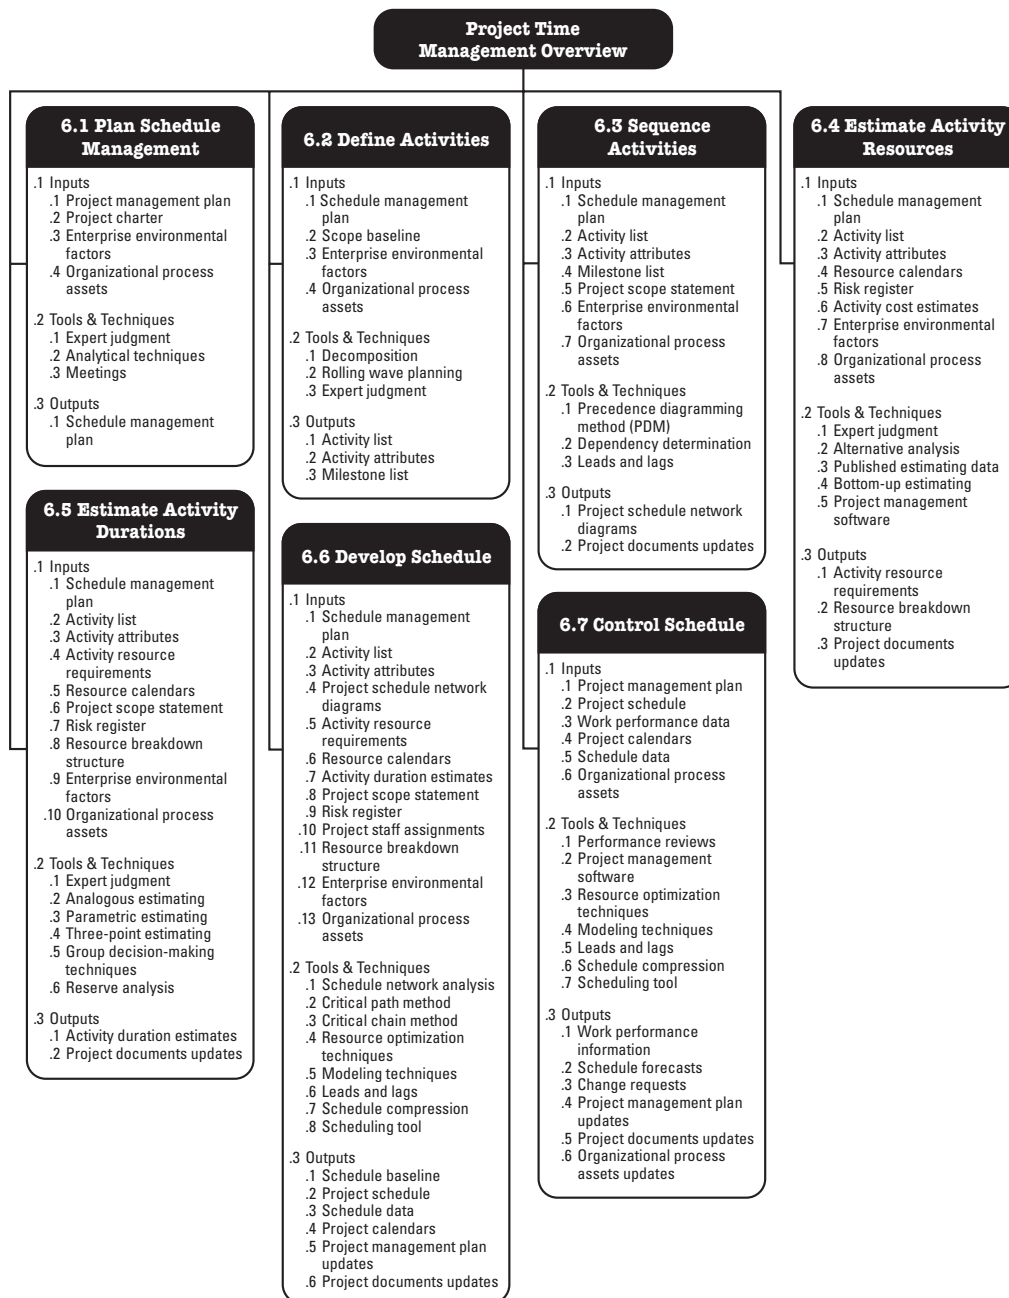 Project Time
Management Overview
6.1 Plan Schedule
Management
.1 Inputs
.1 Project management plan
.2 Project charter
.3 Enterprise environmental
factors
.4 Organizational process
assets
.2 Tools & Techniques
.1 Expert judgment
.2 Analytical techniques
.3 Meetings
.3 Outputs
.1 Schedule management
plan
6.2 Define Activities
.1 Inputs
.1 Schedule management
plan
.2 Scope baseline
.3 Enterprise environmental
factors
.4 Organizational process
assets
.2 Tools & Techniques
.1 Decomposition
.2 Rolling wave planning
.3 Expert judgment
.3 Outputs
.1 Activity list
.2 Activity attributes
.3 Milestone list
6.3 Sequence
Activities
.1 Inputs
.1 Schedule management
plan
.2 Activity list
.3 Activity attributes
.4 Milestone list
.5 Project scope statement
.6 Enterprise environmental
factors
.7 Organizational process
assets
.2 Tools & Techniques
.1 Precedence diagramming
method (PDM)
.2 Dependency determination
.3 Leads and lags
.3 Outputs
.1 Project schedule network
diagrams
.2 Project documents updates
6.4 Estimate Activity
Resources
.1 Inputs
.1 Schedule management
plan
.2 Activity list
.3 Activity attributes
.4 Resource calendars
.5 Risk register
.6 Activity cost estimates
.7 Enterprise environmental
factors
.8 Organizational process
assets
.2 Tools & Techniques
.1 Expert judgment
.2 Alternative analysis
.3 Published estimating data
.4 Bottom-up estimating
.5 Project management
software
.3 Outputs
.1 Activity resource
requirements
.2 Resource breakdown
structure
.3 Project documents
updates
6.5 Estimate Activity
Durations
.1 Inputs
.1 Schedule management
plan
.2 Activity list
.3 Activity attributes
.4 Activity resource
requirements
.5 Resource calendars
.6 Project scope statement
.7 Risk register
.8 Resource breakdown
structure
.9 Enterprise environmental
factors
.10 Organizational process
assets
.2 Tools & Techniques
.1 Expert judgment
.2 Analogous estimating
.3 Parametric estimating
.4 Three-point estimating
.5 Group decision-making
techniques
.6 Reserve analysis
.3 Outputs
.1 Activity duration estimates
.2 Project documents updates
6.6 Develop Schedule
.1 Inputs
.1 Schedule management
plan
.2 Activity list
.3 Activity attributes
.4 Project schedule network
diagrams
.5 Activity resource
requirements
.6 Resource calendars
.7 Activity duration estimates
.8 Project scope statement
.9 Risk register
.10 Project staff assignments
.11 Resource breakdown
structure
.12 Enterprise environmental
factors
.13 Organizational process
assets
.2 Tools & Techniques
.1 Schedule network analysis
.2 Critical path method
.3 Critical chain method
.4 Resource optimization
techniques
.5 Modeling techniques
.6 Leads and lags
.7 Schedule compression
.8 Scheduling tool
.3 Outputs
.1 Schedule baseline
.2 Project schedule
.3 Schedule data
.4 Project calendars
.5 Project management plan
updates
.6 Project documents updates
6.7 Control Schedule
.1 Inputs
.1 Project management plan
.2 Project schedule
.3 Work performance data
.4 Project calendars
.5 Schedule data
.6 Organizational process
assets
.2 Tools & Techniques
.1 Performance reviews
.2 Project management
software
.3 Resource optimization
techniques
.4 Modeling techniques
.5 Leads and lags
.6 Schedule compression
.7 Scheduling tool
.3 Outputs
.1 Work performance
information
.2 Schedule forecasts
.3 Change requests
.4 Project management plan
updates
.5 Project documents updates
.6 Organizational process
assets updates